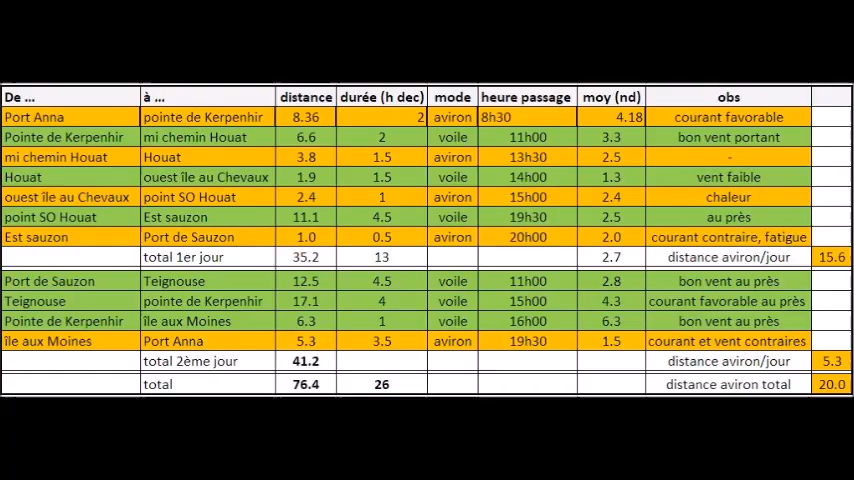 De ... à ... distance durée (h dec) mode heure passage moy (nd) obs
Port Anna pointe de Kerpenhir 8.36 2 aviron 8h30 4.18 courant favorable
Pointe de Kerpenhir mi chemin Houat 6.6 2 voile 11h00 3.3 bon vent portant
mi chemin Houat Houat 3.8 1.5 aviron 13h30 2.5 -
Houat ouest île au Chevaux 1.9 1.5 voile 14h00 1.3 vent faible
ouest île au Chevaux point SO Houat 2.4 1 aviron 15h00 2.4 chaleur
point SO Houat Est sauzon 11.1 4.5 voile 19h30 2.5 au près
Est sauzon Port de Sauzon 1.0 0.5 aviron 20h00 2.0 courant contraire, fatigue
total 1er jour 35.2 13 2.7 distance aviron/jour 15.6
Port de Sauzon Teignouse 12.5 4.5 voile 11h00 2.8 bon vent au près
Teignouse pointe de Kerpenhir 17.1 4 voile 15h00 4.3 courant favorable au près
Pointe de Kerpenhir île aux Moines 6.3 1 voile 16h00 6.3 bon vent au près
île aux Moines Port Anna 5.3 3.5 aviron 19h30 1.5 courant et vent contraires
total 2ème jour 41.2 distance aviron/jour 5.3
total 76.4 26 distance aviron total 20.0